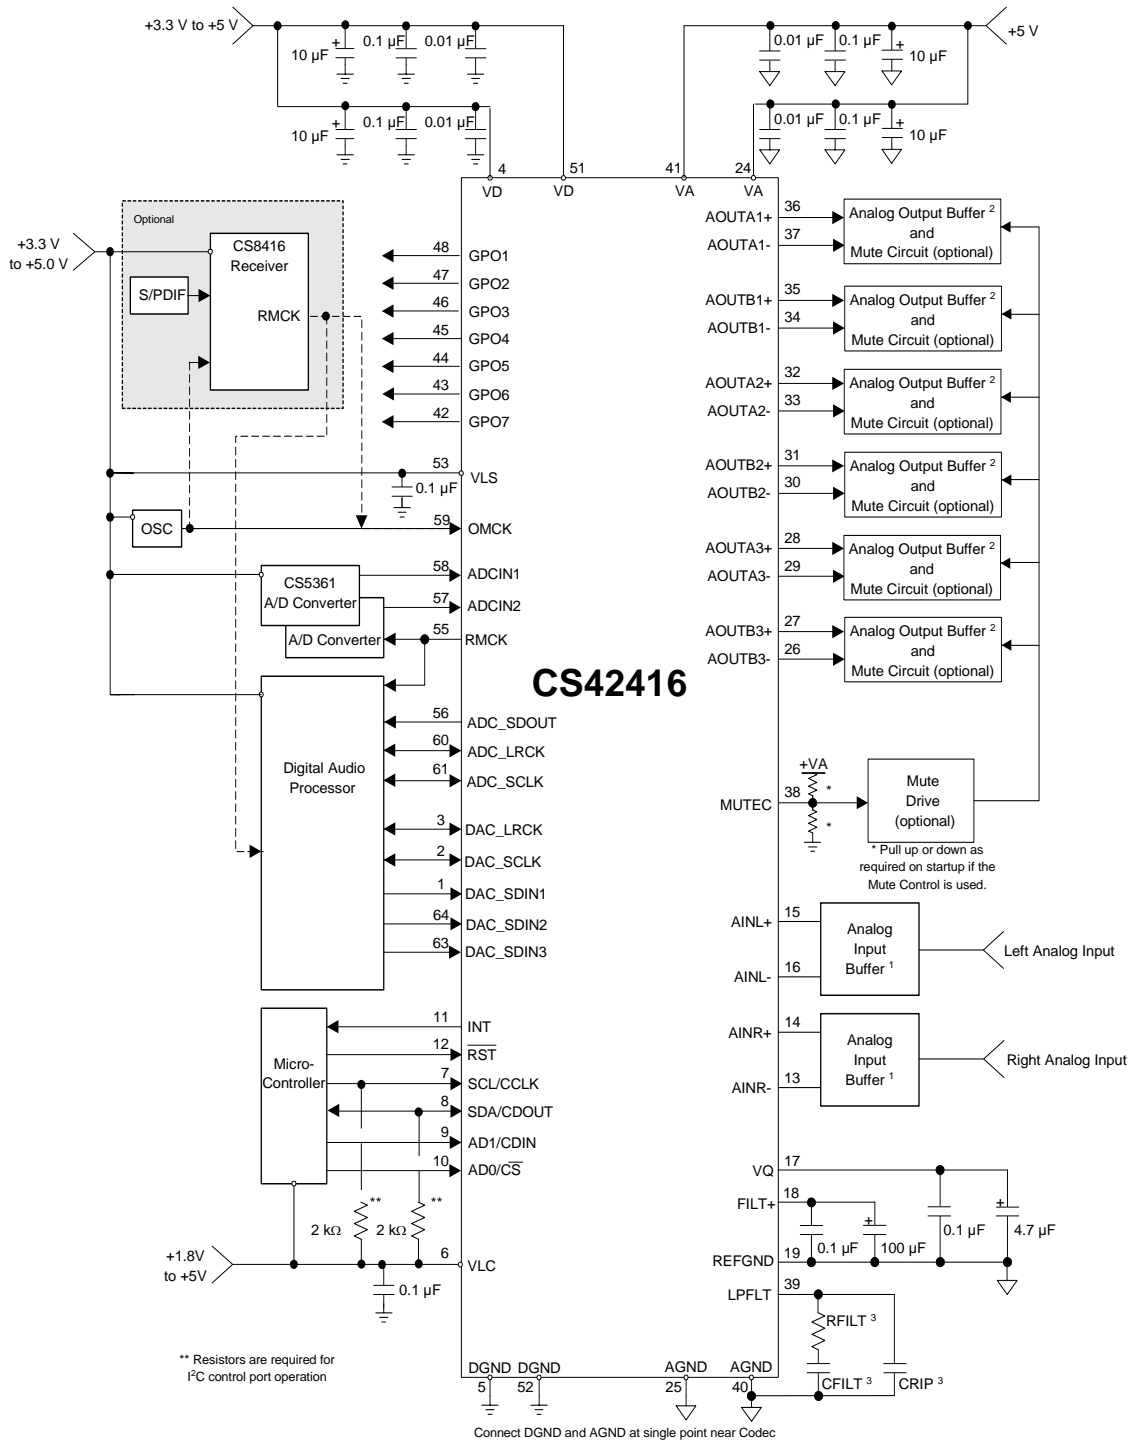 +3.3 V to +5 V
+5 V
10 µF
0.1 µF
0.01 µF
0.01 µF
0.1 µF
10 µF
10 µF
0.1 µF
0.01 µF
0.01 µF
0.1 µF
10 µF
4
51
41
24
VD
VD
VA
VA
Optional
+3.3 V
to +5.0 V
CS8416
Receiver
S/PDIF
RMCK
48
GPO1
47
GPO2
46
GPO3
45
GPO4
44
GPO5
43
GPO6
42
GPO7
53
VLS
0.1 µF
OSC
59
OMCK
58
ADCIN1
CS5361
A/D Converter
57
ADCIN2
A/D Converter
55
RMCK
CS42416
Digital Audio
Processor
56
ADC_SDOUT
60
ADC_LRCK
61
ADC_SCLK
3
DAC_LRCK
2
DAC_SCLK
1
DAC_SDIN1
64
DAC_SDIN2
63
DAC_SDIN3
Micro-
Controller
11
INT
12
RST
7
SCL/CCLK
8
SDA/CDOUT
9
AD1/CDIN
10
AD0/CS
**
**
2 kΩ
2 kΩ
+1.8V
to +5V
6
VLC
0.1 µF
** Resistors are required for
I²C control port operation
AOUTA1+
36
AOUTA1-
37
Analog Output Buffer ²
and
Mute Circuit (optional)
AOUTB1+
35
AOUTB1-
34
Analog Output Buffer ²
and
Mute Circuit (optional)
AOUTA2+
32
AOUTA2-
33
Analog Output Buffer ²
and
Mute Circuit (optional)
AOUTB2+
31
AOUTB2-
30
Analog Output Buffer ²
and
Mute Circuit (optional)
AOUTA3+
28
AOUTA3-
29
Analog Output Buffer ²
and
Mute Circuit (optional)
AOUTB3+
27
AOUTB3-
26
Analog Output Buffer ²
and
Mute Circuit (optional)
+VA
*
MUTEC
38
*
Mute
Drive
(optional)
* Pull up or down as
required on startup if the
Mute Control is used.
AINL+
15
AINL-
16
Analog
Input
Buffer ¹
Left Analog Input
AINR+
14
AINR-
13
Analog
Input
Buffer ¹
Right Analog Input
VQ
17
FILT+
18
0.1 µF
100 µF
0.1 µF
4.7 µF
REFGND
19
LPFLT
39
RFILT ³
CFILT ³
CRIP ³
DGND
DGND
AGND
AGND
5
52
25
40
Connect DGND and AGND at single point near Codec